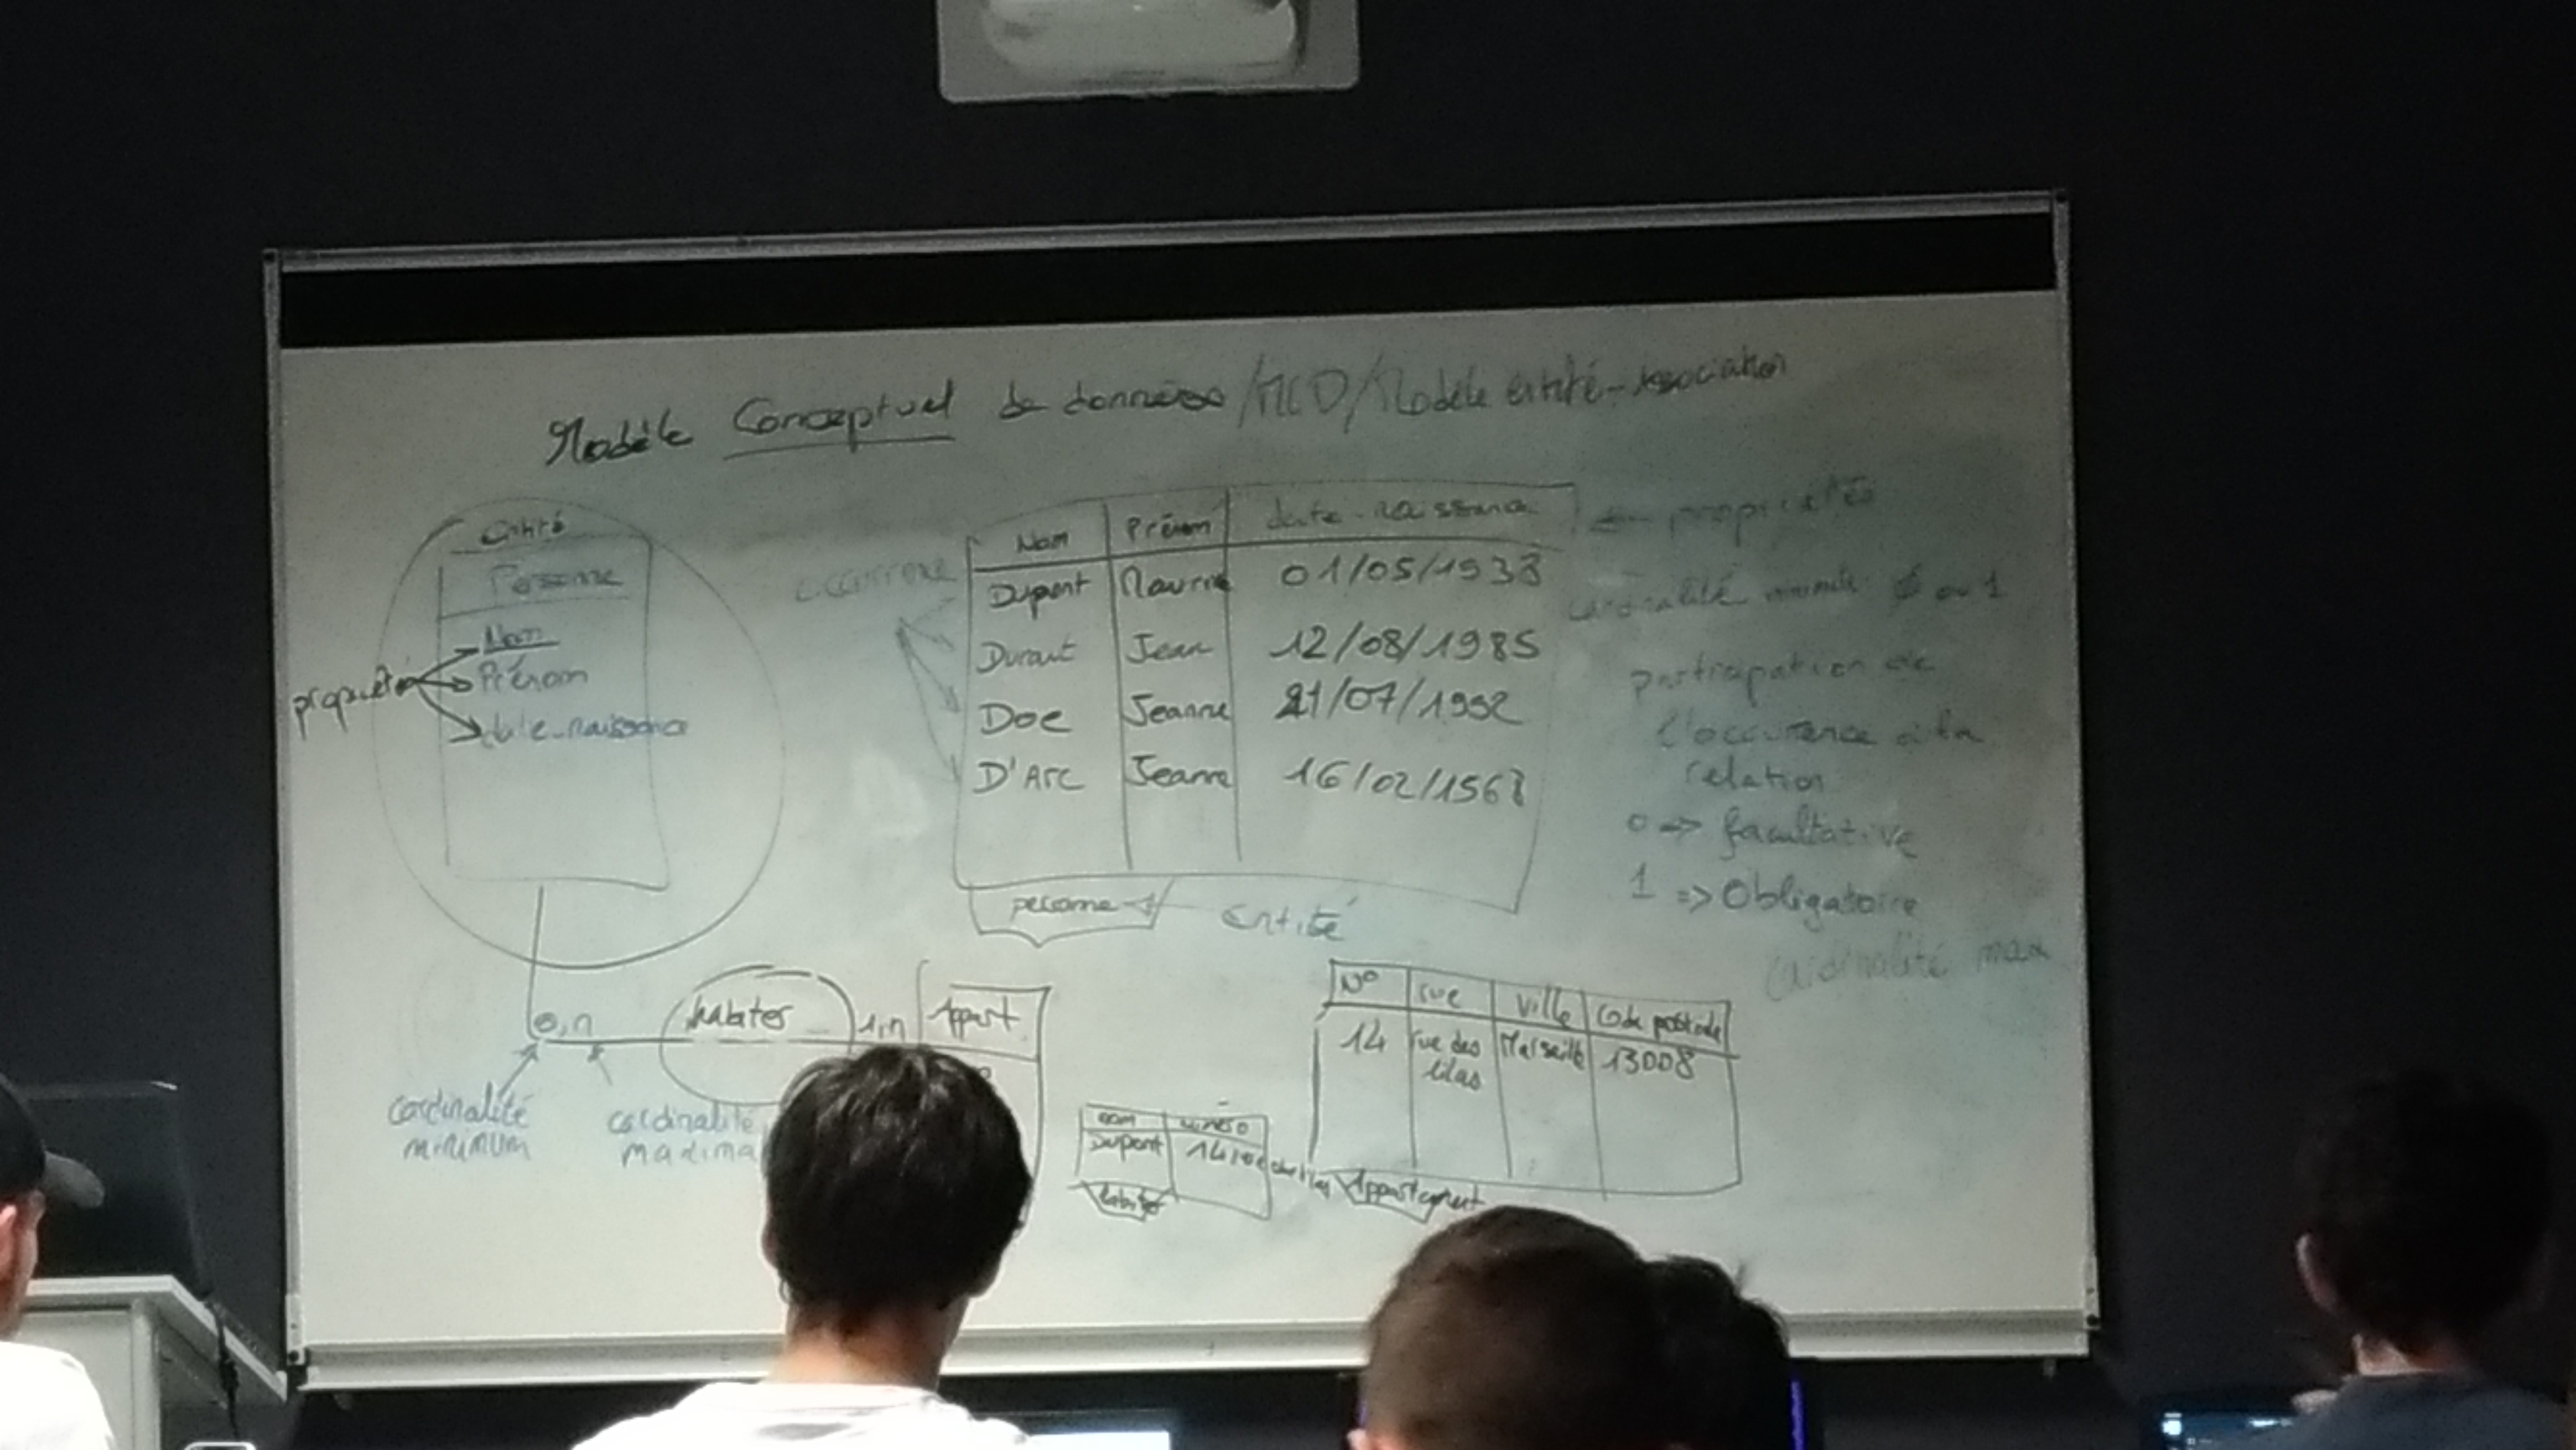 Modèle Conceptuel de données /MCD/Modèle entité-association
Entité
Personne
Nom
Prénom
date_naissance
propriété
occurrence
Nom Prénom date_naissance
Dupont Maurice 01/05/1938
Durant Jean 12/08/1985
Doe Jeanne 21/07/1992
D'Arc Jeanne 16/02/1567
personne
Entité
propriétés
cardinalité 0 ou 1
participation de
l'occurence à la
relation
0 => facultative
1 => Obligatoire
cardinalité max
0,n habiter 1,n Appart
cardinalité
minimum
cardinalité
maxima
N° rue Ville Code postale
14 rue des lilas Marseille 13008
Appartement
nom numéro
Dupont 14 rue des lilas
habiter